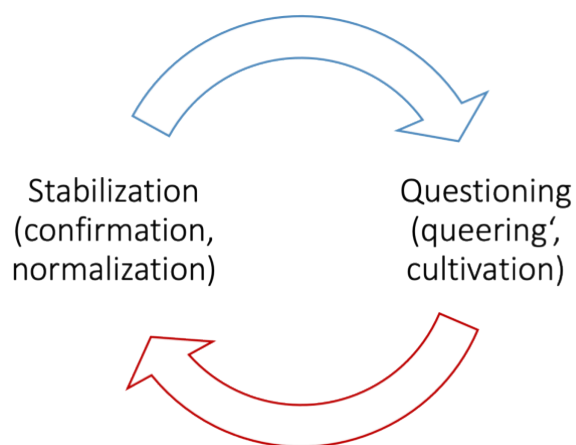 Stabilization
(confirmation,
normalization)
Questioning
(queering‘,
cultivation)